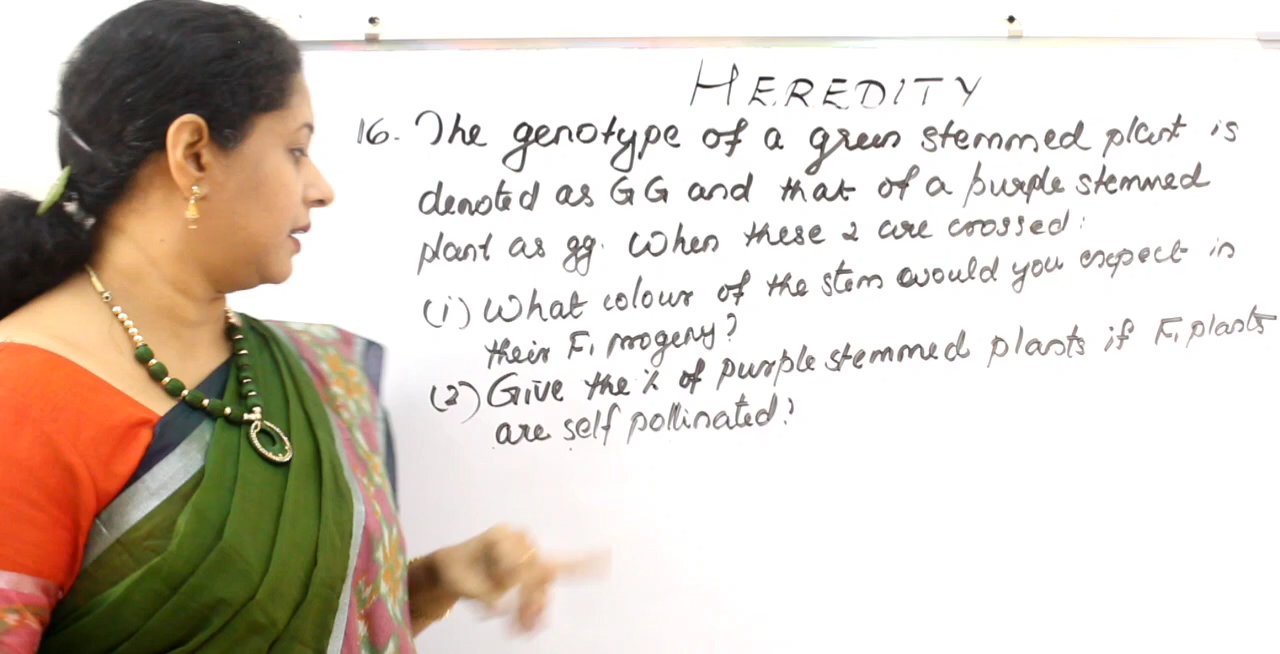 HEREDITY
16. The genotype of a green stemmed plant is
denoted as GG and that of a purple stemmed
plant as gg. When these 2 are crossed:
(i) What colour of the stem would you expect in
their F₁ progeny?
(2) Give the % of purple stemmed plants if F₁ plants
are self pollinated?